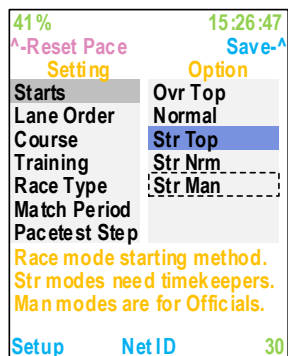 41% 15:26:47
^-Reset Pace Save-^
Setting Option
Starts Ovr Top
Lane Order Normal
Course Str Top
Training Str Nrm
Race Type Str Man
Match Period
Pacetest Step
Race mode starting method.
Str modes need timekeepers.
Man modes are for Officials.
Setup Net ID 30